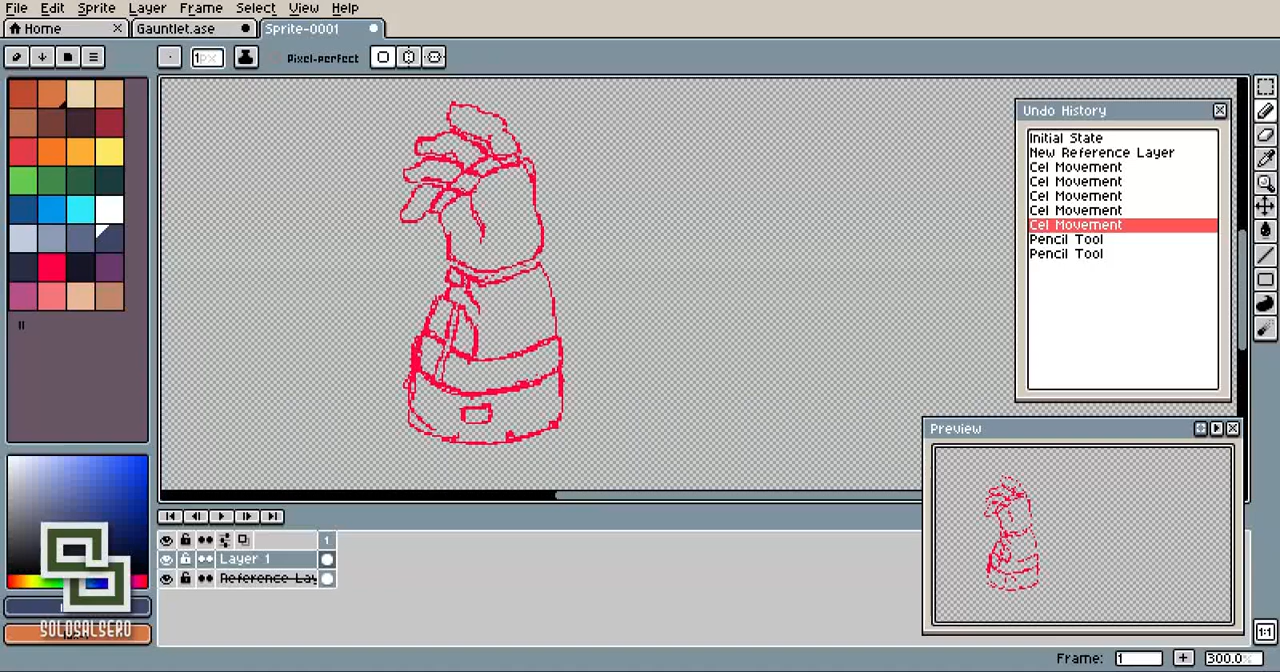 File Edit Sprite Layer Frame Select View Help
Home Gauntlet.ase Sprite-0001
1px Pixel-perfect
Undo History
Initial State
New Reference Layer
Cel Movement
Cel Movement
Cel Movement
Cel Movement
Cel Movement
Pencil Tool
Pencil Tool
Preview
1
Layer 1
Reference Lay
SOLOSALSERO
Frame: 1 + 300.0%
1:1